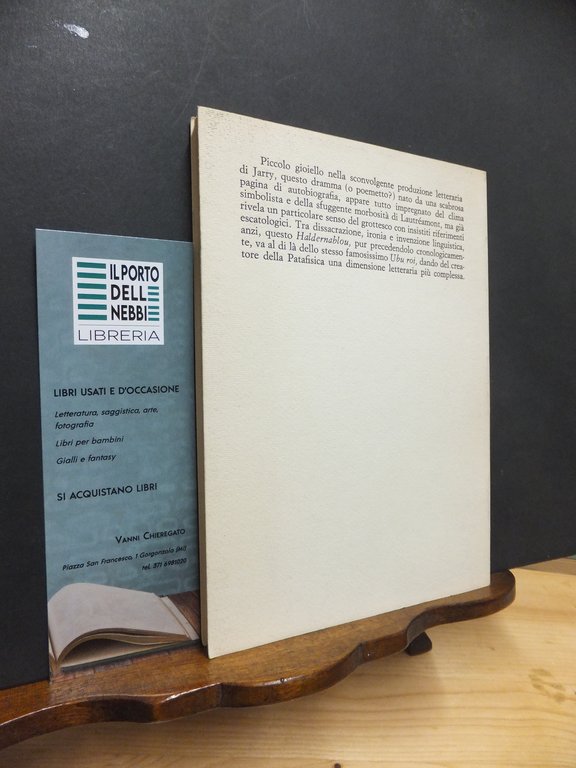 IL PORTO
DELL
NEBBI
LIBRERIA
LIBRI USATI E D'OCCASIONE
Letteratura, saggistica, arte,
fotografia
Libri per bambini
Gialli e fantasy
SI ACQUISTANO LIBRI
VANNI CHIEREGATO
Piazza San Francesco, 1 Gorgonzola (MI)
tel. 371 6981020
Piccolo gioiello nella sconvolgente produzione letteraria
di Jarry, questo dramma (o poemetto?) nato da una scabrosa
pagina di autobiografia, appare tutto impregnato del clima
simbolista e della sfuggente morbosità di Lautréamont, ma già
rivela un particolare senso del grottesco con insistiti riferimenti
escatologici. Tra dissacrazione, ironia e invenzione linguistica,
anzi, questo Haldernablou, pur precedendolo cronologicamen-
te, va al di là dello stesso famosissimo Ubu roi, dando del crea-
tore della Patafisica una dimensione letteraria più complessa.